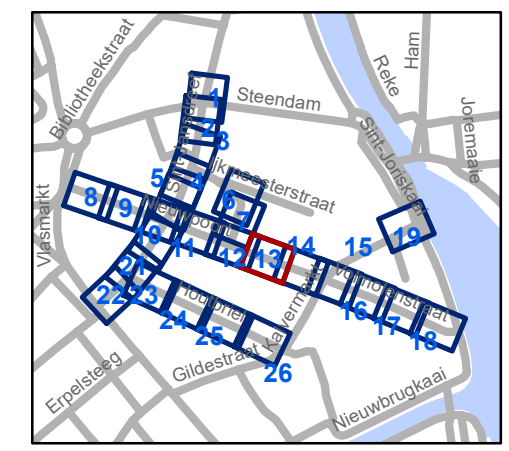 Ham
Reke
Bibliotheekstraat
1
Steendam
Joremaaie
2
3
Sint-Joriskaai
5
4
6
8
9
7
Nieuwpoort
Vlasmarkt
10
11
12
13
14
15
19
21
22
23
Houtbriel
Kalvermarkt
16
17
18
24
25
26
Gildestraat
Erpelsteeg
Nieuwbrugkaai